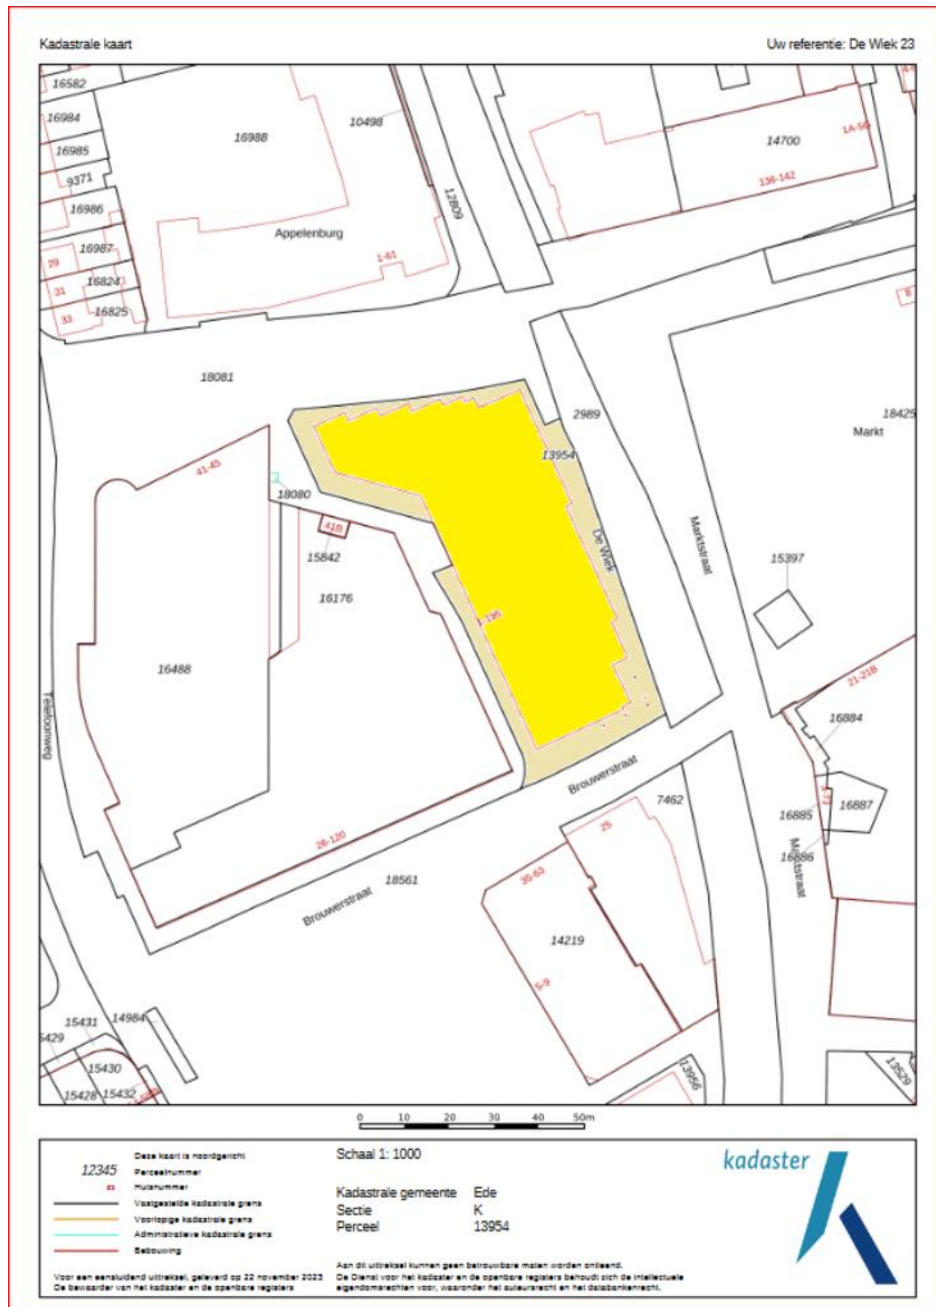 Kadastrale kaart
Uw referentie: De Wiek 23
16582
16984
16985
9371
16986
16987
16824
16825
29
31
33
16988
10498
12809
Appelenburg
1-61
14700
1A-5G
136-142
8
18081
2989
13954
18425
Markt
41-45
18080
41B
15842
16176
De Wiek
Marktstraat
15397
1-195
16488
Telefoonweg
21-21B
16884
16885
16887
16886
Brouwerstraat
7462
25
26-120
18561
Brouwerstraat
35-63
14219
5-9
14984
15431
15430
15428
15432
13956
13529
0 10 20 30 40 50m
12345
Deze kaart is noordgericht
Perceelnummer
Huisnummer
Vastgestelde kadastrale grens
Voorlopige kadastrale grens
Administratieve kadastrale grens
Bebouwing
Voor een eensluidend uittreksel, geleverd op 22 november 2023
De bewaarder van het kadaster en de openbare registers
Schaal 1: 1000
Kadastrale gemeente Ede
Sectie K
Perceel 13954
Aan dit uittreksel kunnen geen betrouwbare maten worden ontleend.
De Dienst voor het kadaster en de openbare registers behoudt zich de intellectuele
eigendomsrechten voor, waaronder het auteursrecht en het databankenrecht.
kadaster